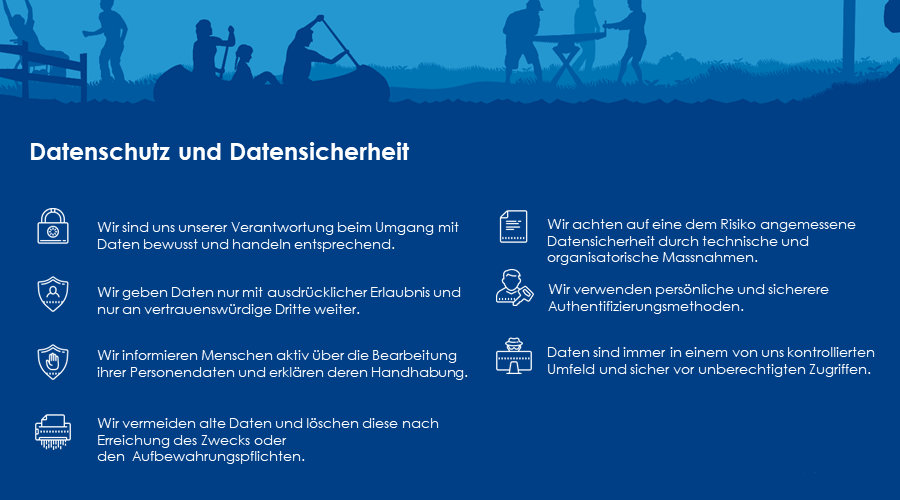 Datenschutz und Datensicherheit
Wir sind uns unserer Verantwortung beim Umgang mit
Daten bewusst und handeln entsprechend.
Wir geben Daten nur mit ausdrücklicher Erlaubnis und
nur an vertrauenswürdige Dritte weiter.
Wir informieren Menschen aktiv über die Bearbeitung
ihrer Personendaten und erklären deren Handhabung.
Wir vermeiden alte Daten und löschen diese nach
Erreichung des Zwecks oder
den Aufbewahrungspflichten.
Wir achten auf eine dem Risiko angemessene
Datensicherheit durch technische und
organisatorische Massnahmen.
Wir verwenden persönliche und sicherere
Authentifizierungsmethoden.
Daten sind immer in einem von uns kontrollierten
Umfeld und sicher vor unberechtigten Zugriffen.